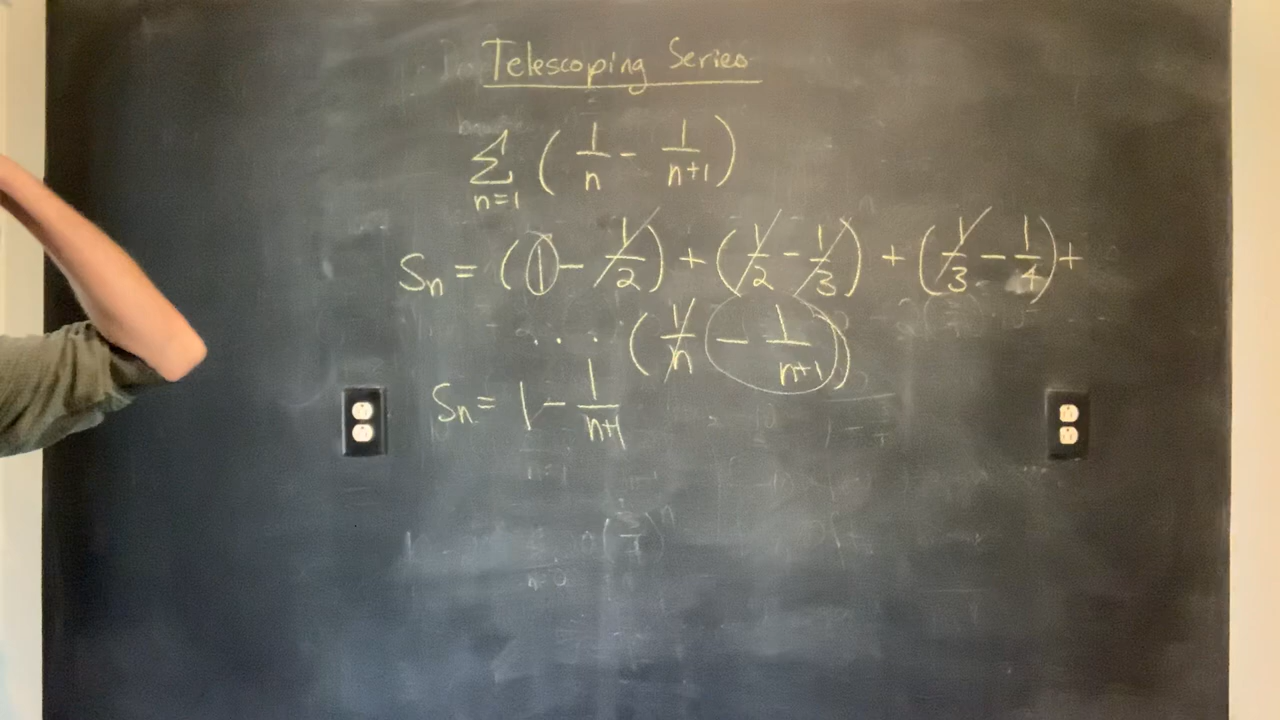 Telescoping Series
∑ n=1 (1/n - 1/n+1)
Sn = (1 - 1/2) + (1/2 - 1/3) + (1/3 - 1/4) +
... (1/n - 1/n+1)
Sn = 1 - 1/n+1